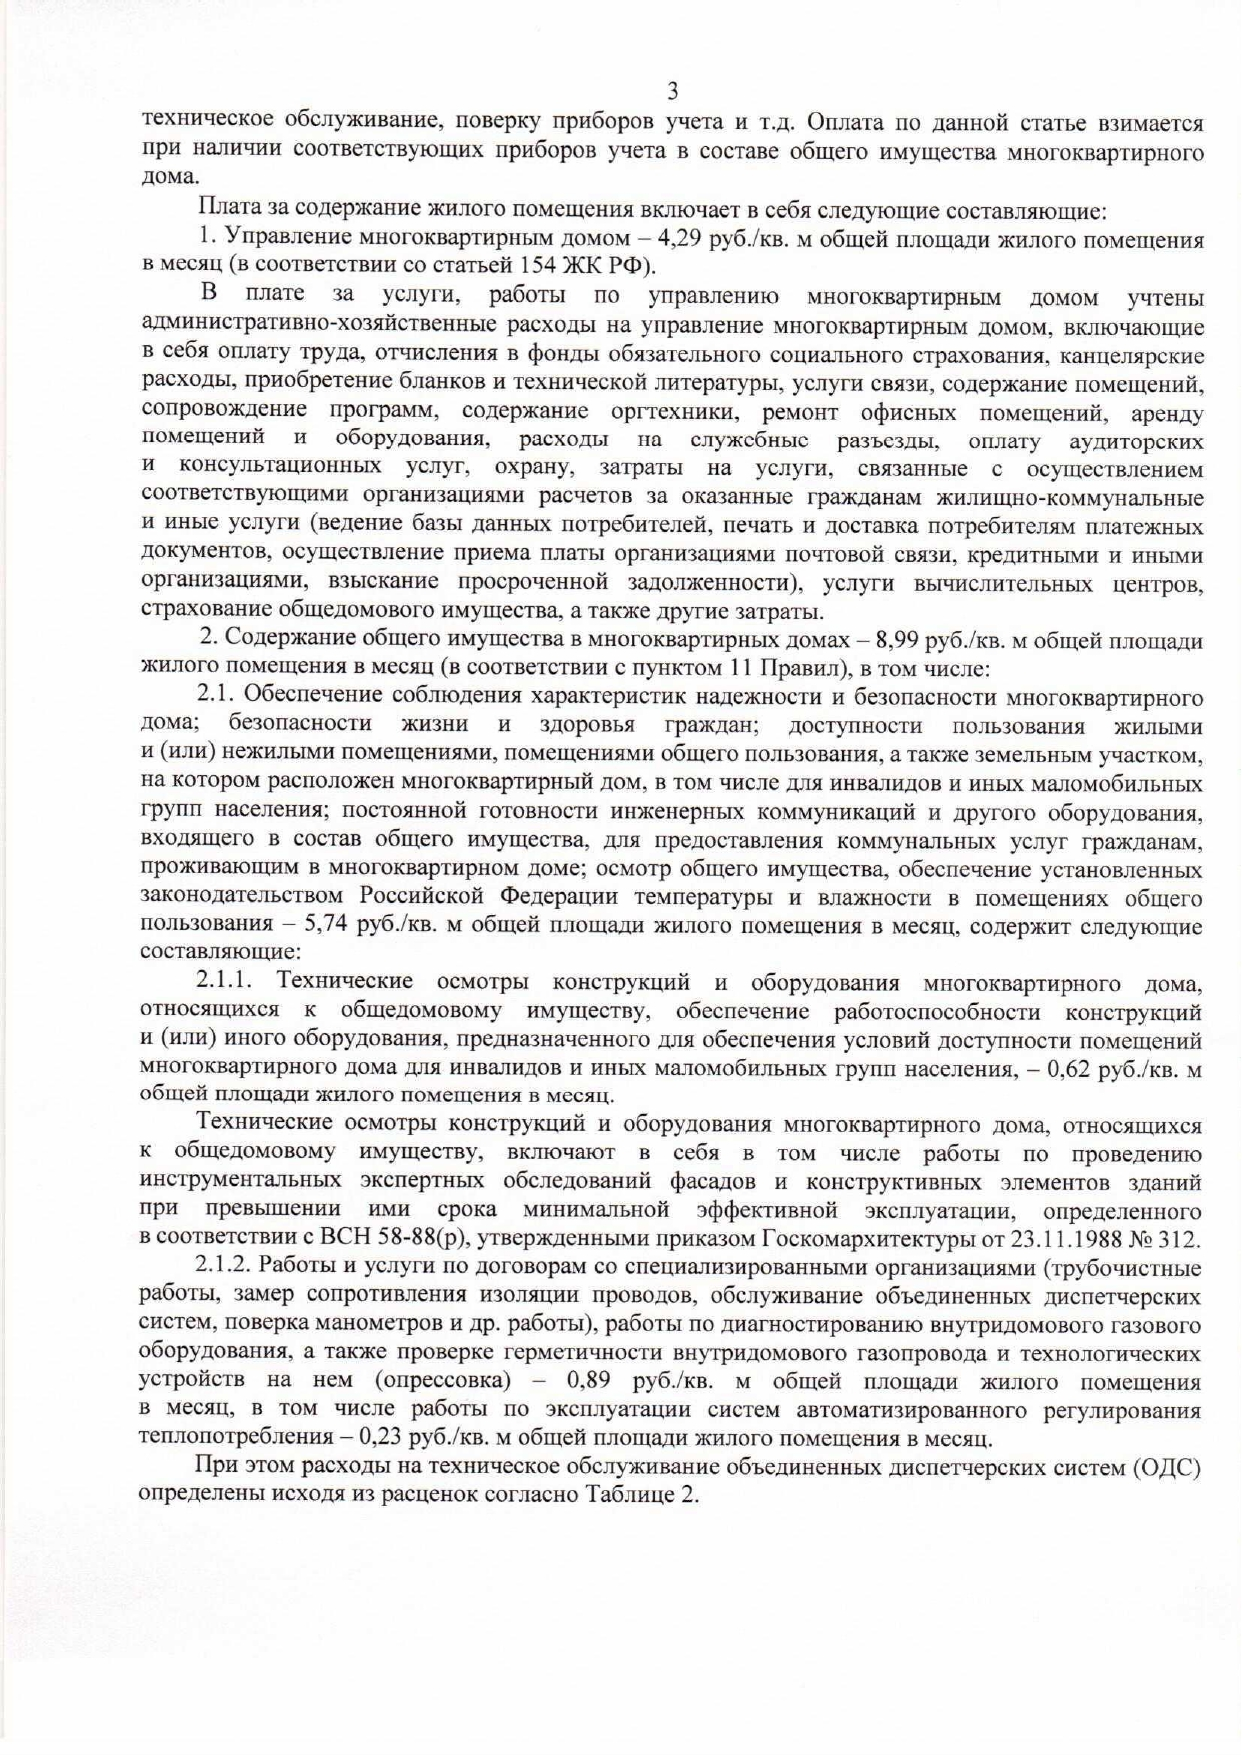 3
техническое обслуживание, поверку приборов учета и т.д. Оплата по данной статье взимается
при наличии соответствующих приборов учета в составе общего имущества многоквартирного
дома.
Плата за содержание жилого помещения включает в себя следующие составляющие:
1. Управление многоквартирным домом – 4,29 руб./кв. м общей площади жилого помещения
в месяц (в соответствии со статьей 154 ЖК РФ).
В плате за услуги, работы по управлению многоквартирным домом учтены
административно-хозяйственные расходы на управление многоквартирным домом, включающие
в себя оплату труда, отчисления в фонды обязательного социального страхования, канцелярские
расходы, приобретение бланков и технической литературы, услуги связи, содержание помещений,
сопровождение программ, содержание оргтехники, ремонт офисных помещений, аренду
помещений и оборудования, расходы на служебные разъезды, оплату аудиторских
и консультационных услуг, охрану, затраты на услуги, связанные с осуществлением
соответствующими организациями расчетов за оказанные гражданам жилищно-коммунальные
и иные услуги (ведение базы данных потребителей, печать и доставка потребителям платежных
документов, осуществление приема платы организациями почтовой связи, кредитными и иными
организациями, взыскание просроченной задолженности), услуги вычислительных центров,
страхование общедомового имущества, а также другие затраты.
2. Содержание общего имущества в многоквартирных домах – 8,99 руб./кв. м общей площади
жилого помещения в месяц (в соответствии с пунктом 11 Правил), в том числе:
2.1. Обеспечение соблюдения характеристик надежности и безопасности многоквартирного
дома; безопасности жизни и здоровья граждан; доступности пользования жилыми
и (или) нежилыми помещениями, помещениями общего пользования, а также земельным участком,
на котором расположен многоквартирный дом, в том числе для инвалидов и иных маломобильных
групп населения; постоянной готовности инженерных коммуникаций и другого оборудования,
входящего в состав общего имущества, для предоставления коммунальных услуг гражданам,
проживающим в многоквартирном доме; осмотр общего имущества, обеспечение установленных
законодательством Российской Федерации температуры и влажности в помещениях общего
пользования – 5,74 руб./кв. м общей площади жилого помещения в месяц, содержит следующие
составляющие:
2.1.1. Технические осмотры конструкций и оборудования многоквартирного дома,
относящихся к общедомовому имуществу, обеспечение работоспособности конструкций
и (или) иного оборудования, предназначенного для обеспечения условий доступности помещений
многоквартирного дома для инвалидов и иных маломобильных групп населения, – 0,62 руб./кв. м
общей площади жилого помещения в месяц.
Технические осмотры конструкций и оборудования многоквартирного дома, относящихся
к общедомовому имуществу, включают в себя в том числе работы по проведению
инструментальных экспертных обследований фасадов и конструктивных элементов зданий
при превышении ими срока минимальной эффективной эксплуатации, определенного
в соответствии с ВСН 58-88(р), утвержденными приказом Госкомархитектуры от 23.11.1988 № 312.
2.1.2. Работы и услуги по договорам со специализированными организациями (трубочистные
работы, замер сопротивления изоляции проводов, обслуживание объединенных диспетчерских
систем, поверка манометров и др. работы), работы по диагностированию внутридомового газового
оборудования, а также проверке герметичности внутридомового газопровода и технологических
устройств на нем (опрессовка) – 0,89 руб./кв. м общей площади жилого помещения
в месяц, в том числе работы по эксплуатации систем автоматизированного регулирования
теплопотребления – 0,23 руб./кв. м общей площади жилого помещения в месяц.
При этом расходы на техническое обслуживание объединенных диспетчерских систем (ОДС)
определены исходя из расценок согласно Таблице 2.